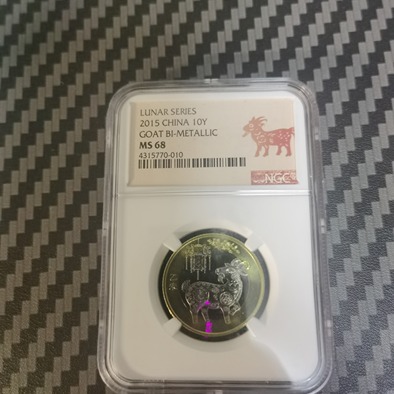 LUNAR SERIES
2015 CHINA 10Y
GOAT BI-METALLIC
MS 68
4315770-010
NGC